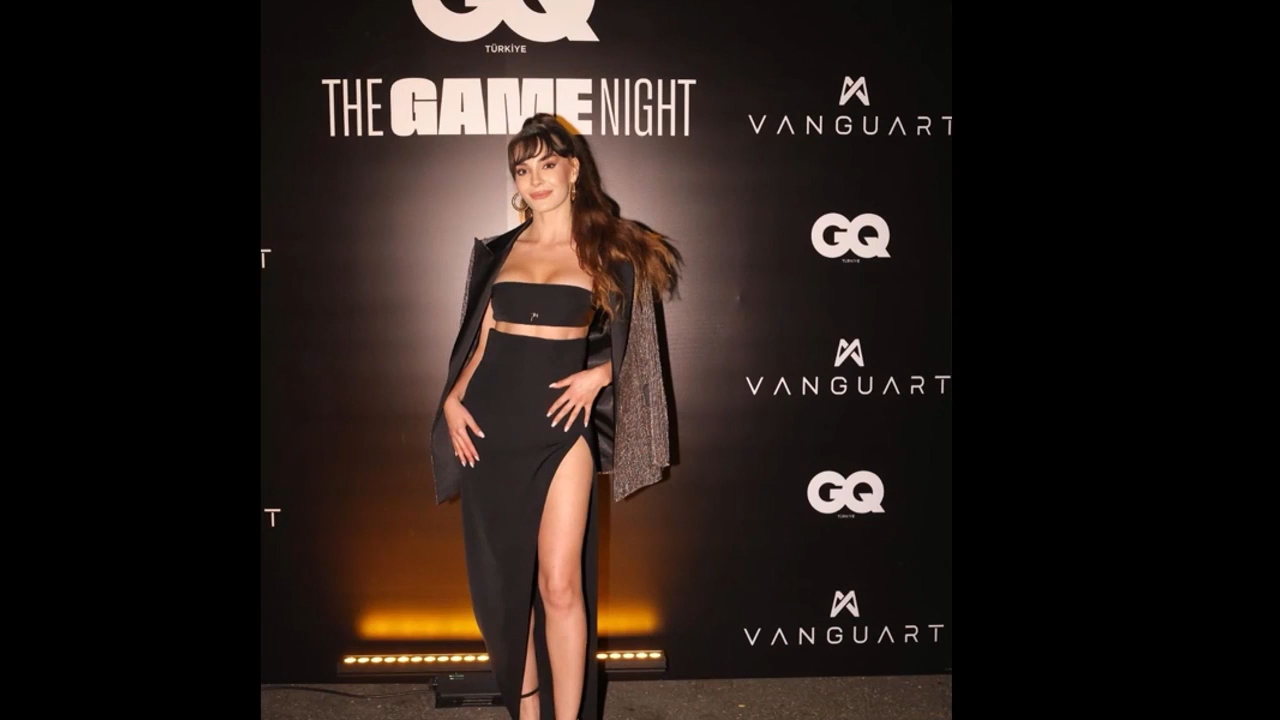 GQ
TÜRKİYE
THE GAME NIGHT
VANGUART
GQ
TÜRKİYE
T
VANGUART
GQ
TÜRKİYE
T
VANGUART